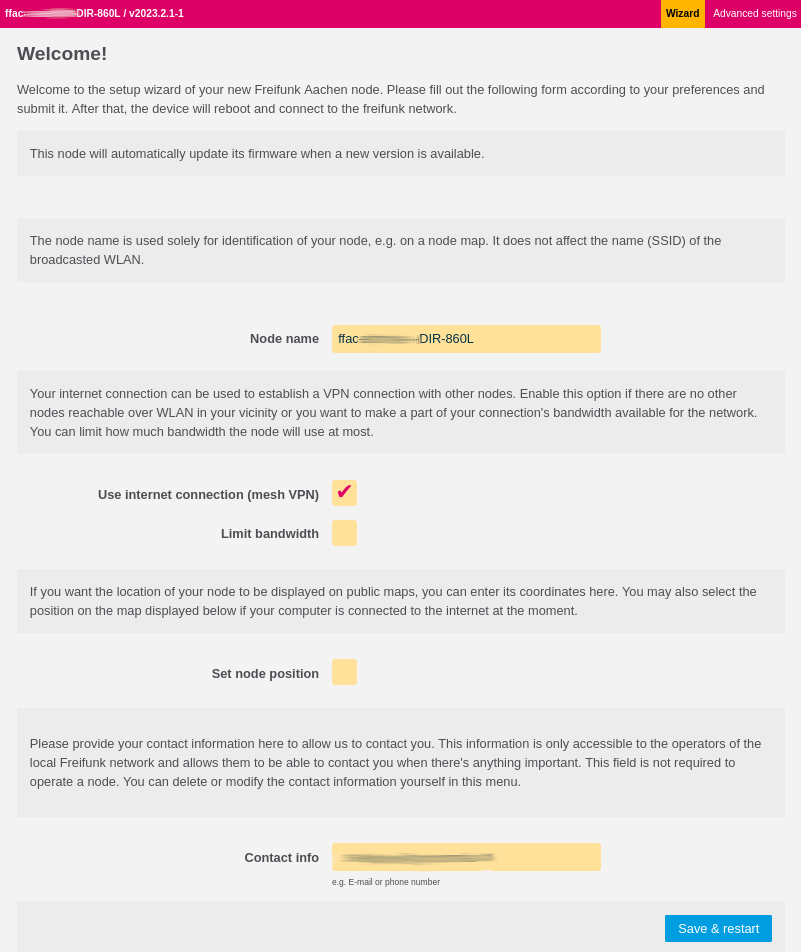 ffac DIR-860L / v2023.2.1-1
Wizard Advanced settings
Welcome!
Welcome to the setup wizard of your new Freifunk Aachen node. Please fill out the following form according to your preferences and
submit it. After that, the device will reboot and connect to the freifunk network.
This node will automatically update its firmware when a new version is available.
The node name is used solely for identification of your node, e.g. on a node map. It does not affect the name (SSID) of the
broadcasted WLAN.
Node name ffac DIR-860L
Your internet connection can be used to establish a VPN connection with other nodes. Enable this option if there are no other
nodes reachable over WLAN in your vicinity or you want to make a part of your connection's bandwidth available for the network.
You can limit how much bandwidth the node will use at most.
Use internet connection (mesh VPN) ✔
Limit bandwidth
If you want the location of your node to be displayed on public maps, you can enter its coordinates here. You may also select the
position on the map displayed below if your computer is connected to the internet at the moment.
Set node position
Please provide your contact information here to allow us to contact you. This information is only accessible to the operators of the
local Freifunk network and allows them to be able to contact you when there's anything important. This field is not required to
operate a node. You can delete or modify the contact information yourself in this menu.
Contact info
e.g. E-mail or phone number
Save & restart